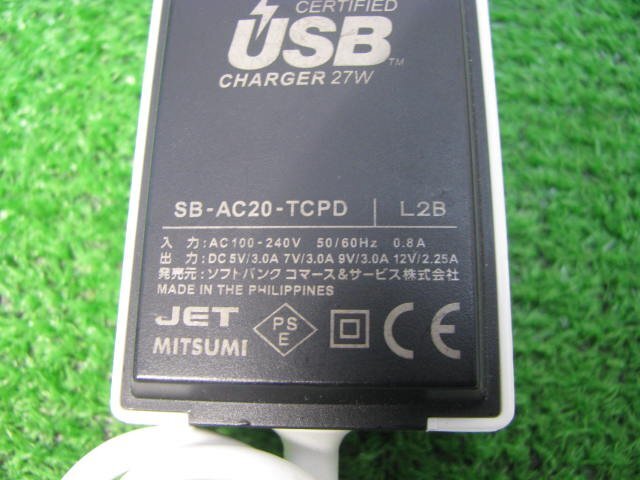 CERTIFIED
USB™
CHARGER 27W
SB-AC20-TCPD | L2B
入 力 : AC100-240V 50/60Hz 0.8A
出 力 : DC 5V/3.0A 7V/3.0A 9V/3.0A 12V/2.25A
発売元 : ソフトバンク コマース&サービス株式会社
MADE IN THE PHILIPPINES
JET
PS
E
CE
MITSUMI